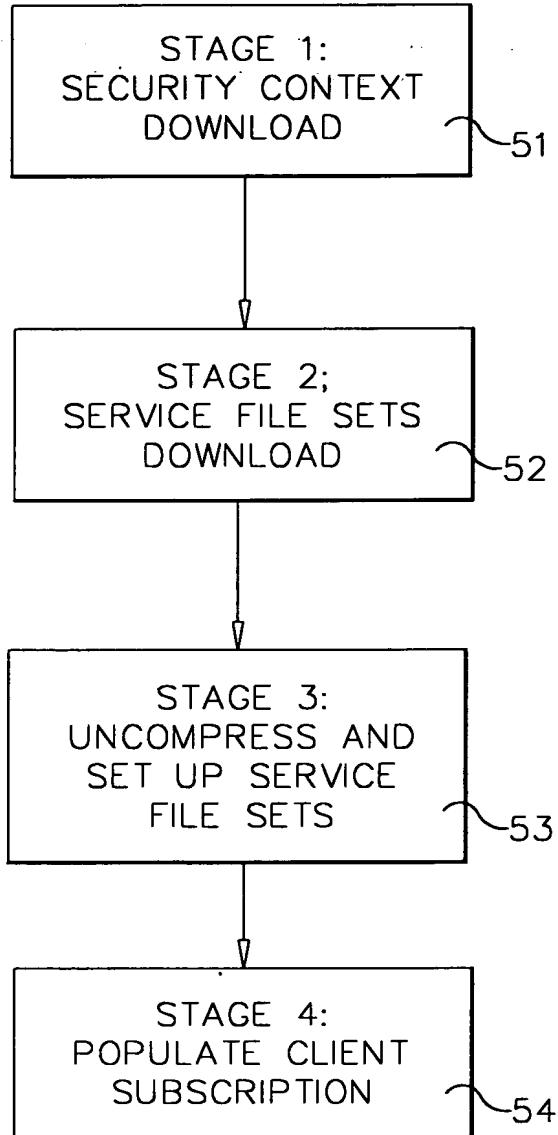 STAGE 1:
SECURITY CONTEXT
DOWNLOAD
51
STAGE 2;
SERVICE FILE SETS
DOWNLOAD
52
STAGE 3:
UNCOMPRESS AND
SET UP SERVICE
FILE SETS
53
STAGE 4:
POPULATE CLIENT
SUBSCRIPTION
54